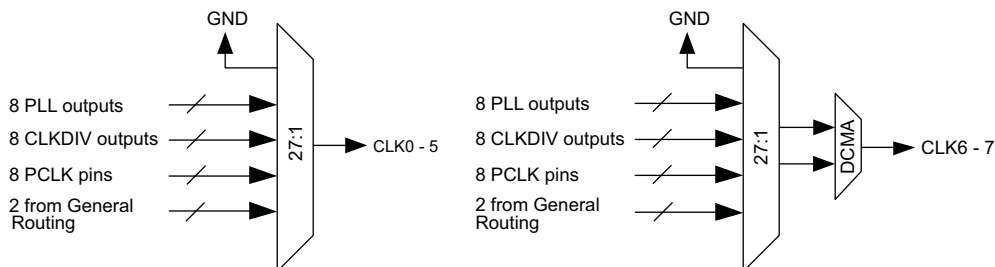 GND
8 PLL outputs
8 CLKDIV outputs
8 PCLK pins
2 from General
Routing
27:1
CLK0 - 5
GND
8 PLL outputs
8 CLKDIV outputs
8 PCLK pins
2 from General
Routing
27:1
DCMA
CLK6 - 7